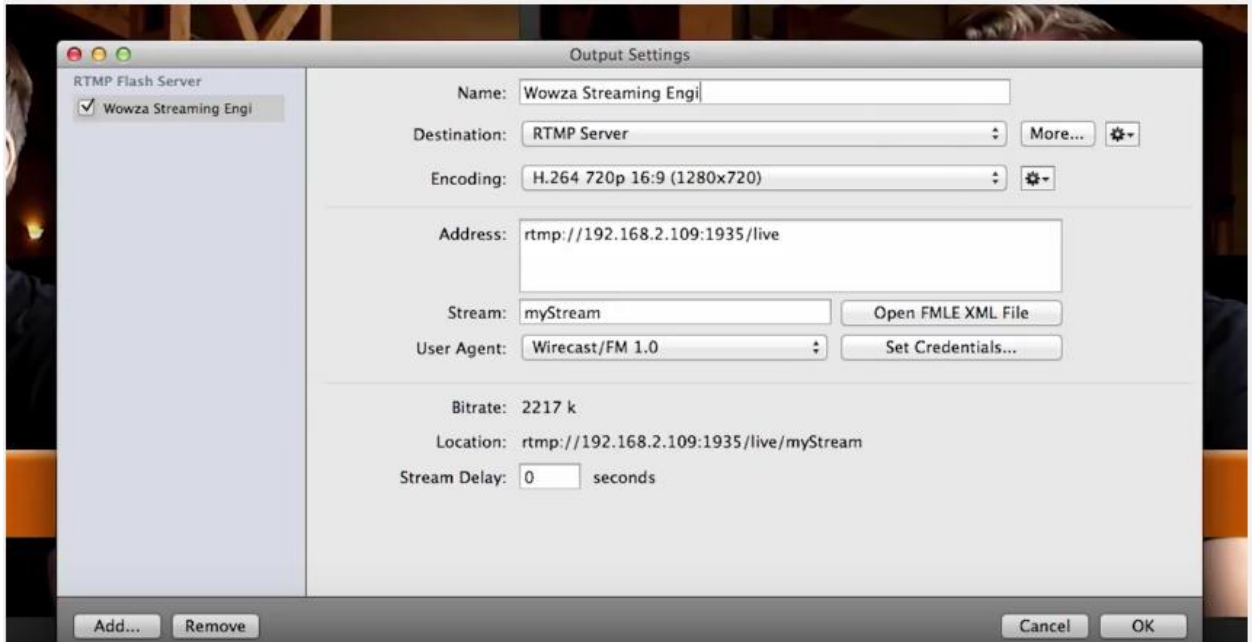 Output Settings
RTMP Flash Server
Wowza Streaming Engi
Name: Wowza Streaming Engi
Destination: RTMP Server More...
Encoding: H.264 720p 16:9 (1280x720)
Address: rtmp://192.168.2.109:1935/live
Stream: myStream Open FMLE XML File
User Agent: Wirecast/FM 1.0 Set Credentials...
Bitrate: 2217 k
Location: rtmp://192.168.2.109:1935/live/myStream
Stream Delay: 0 seconds
Add... Remove Cancel OK